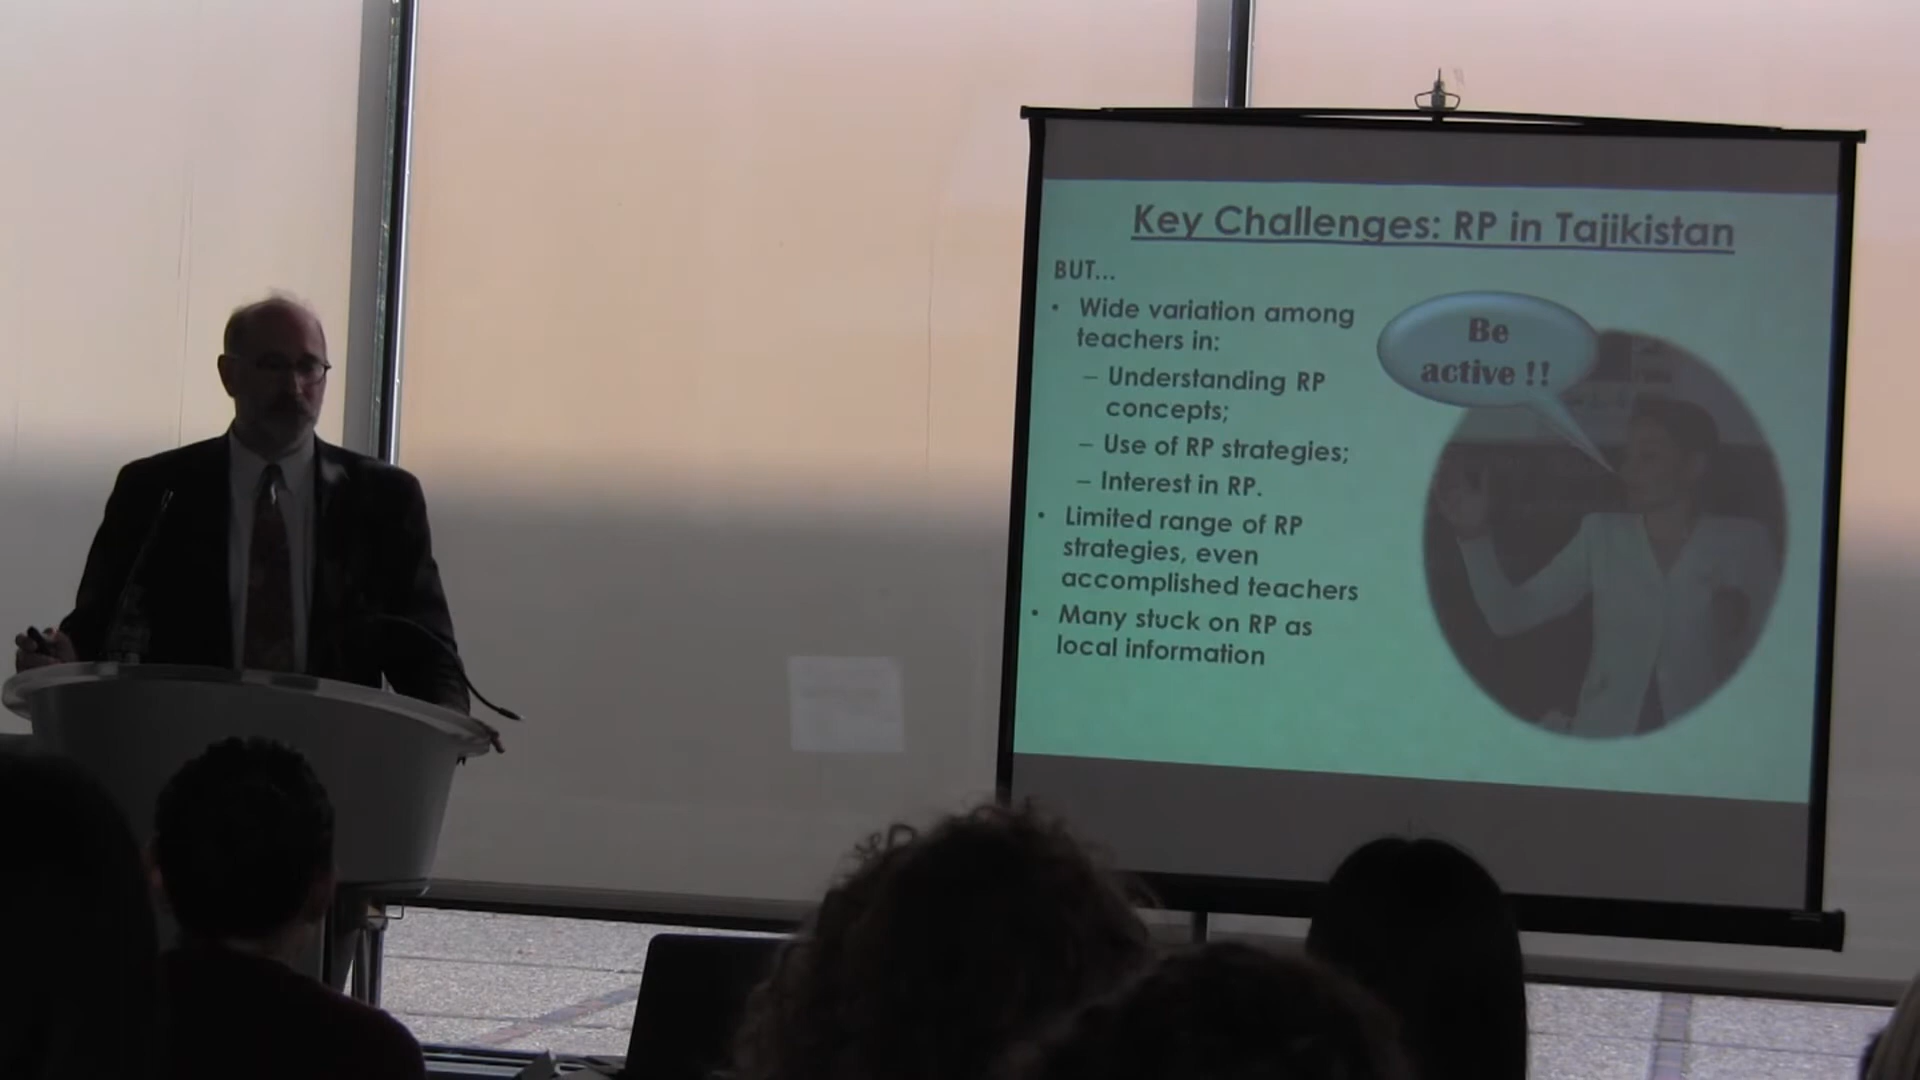 Key Challenges: RP in Tajikistan
BUT...
• Wide variation among
teachers in:
– Understanding RP
concepts;
– Use of RP strategies;
– Interest in RP.
• Limited range of RP
strategies, even
accomplished teachers
• Many stuck on RP as
local information
Be
active !!